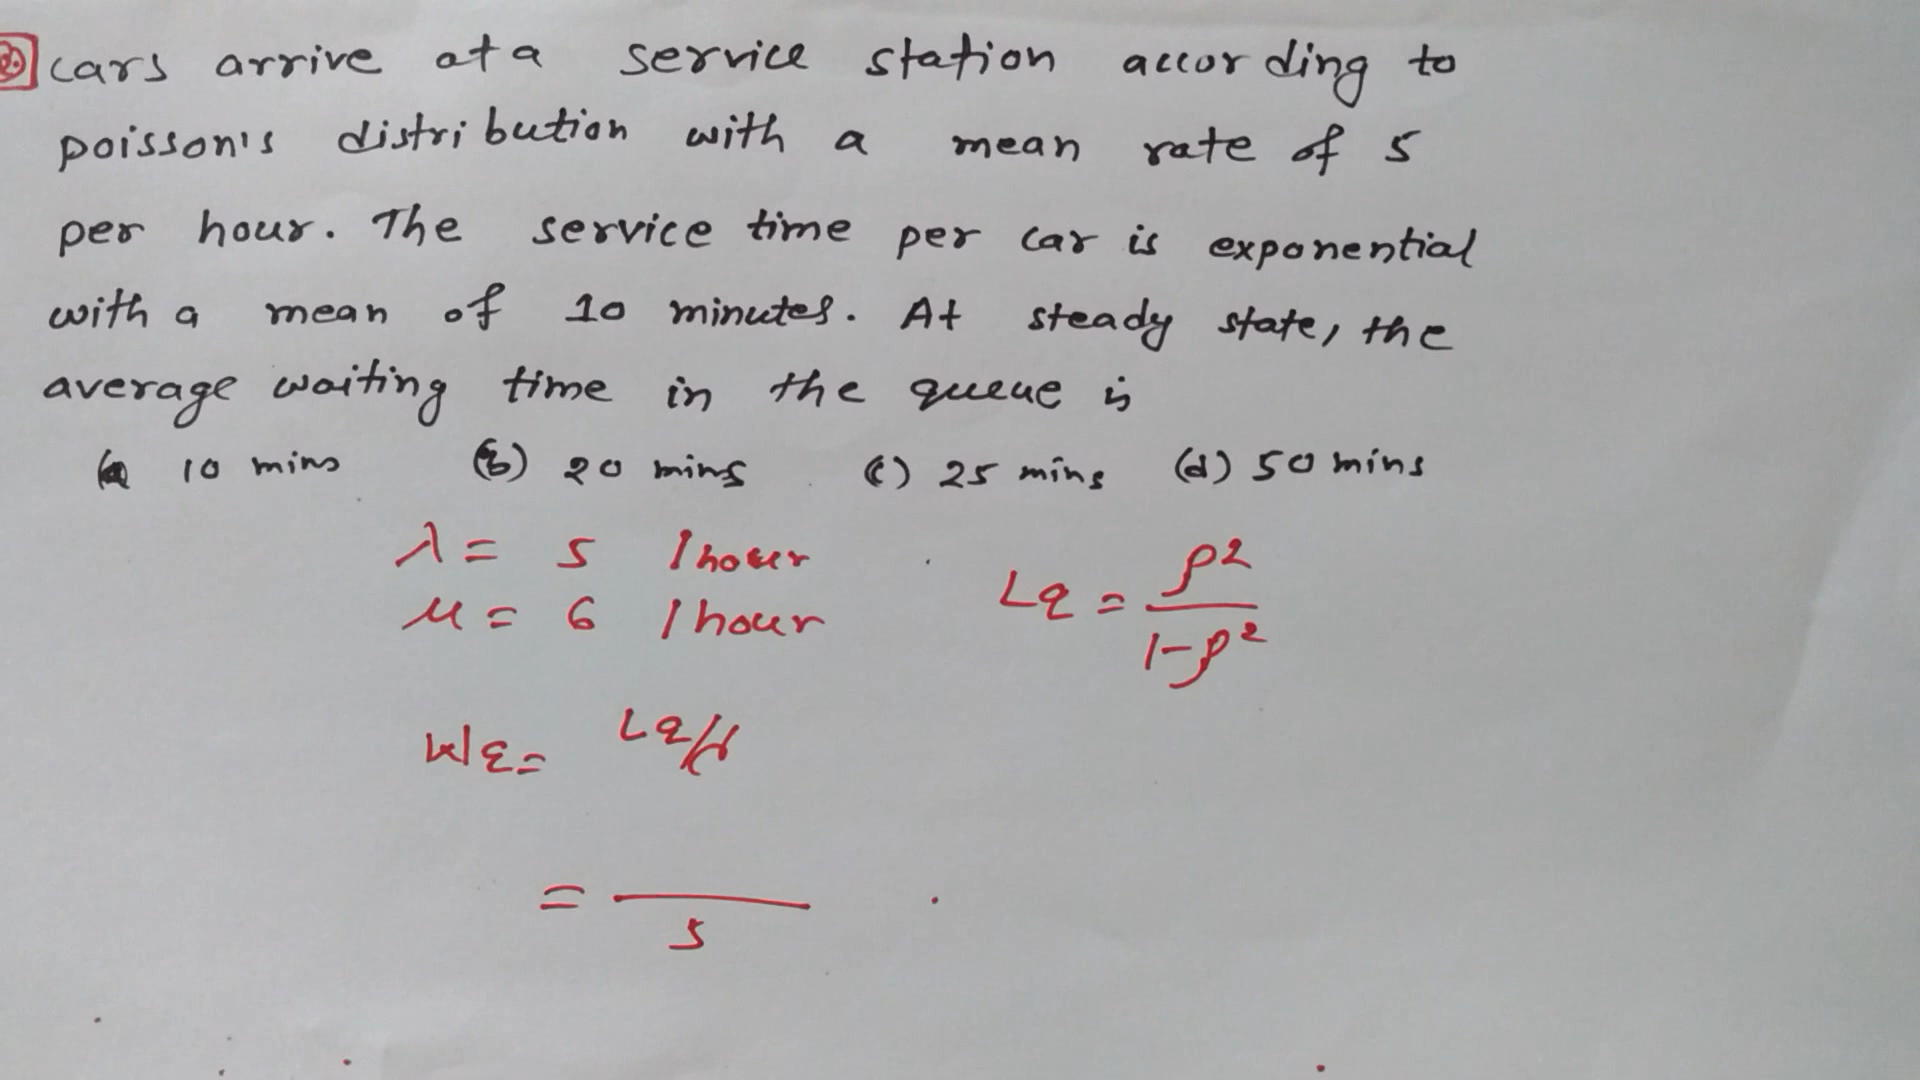 cars arrive at a service station according to
poisson's distribution with a mean rate of 5
per hour. The service time per car is exponential
with a mean of 10 minutes. At steady state, the
average waiting time in the queue is
10 mins (b) 20 mins (c) 25 mins (d) 50 mins
λ = 5 /hour
μ = 6 /hour
Lq = ρ²/1-ρ²
Wq = Lq/λ
= /5